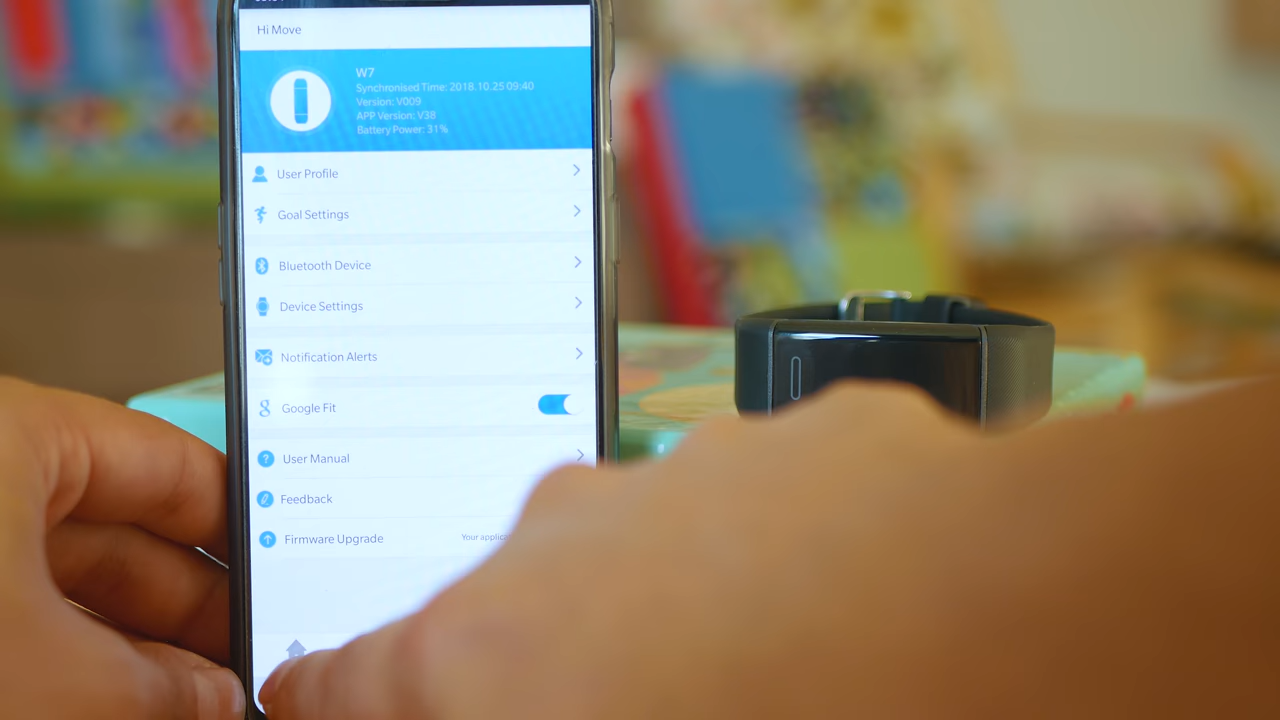 Hi Move
W7
Synchronised Time: 2018.10.25 09:40
Version: V009
APP Version: V38
Battery Power: 31%
User Profile
Goal Settings
Bluetooth Device
Device Settings
Notification Alerts
Google Fit
User Manual
Feedback
Firmware Upgrade
Your